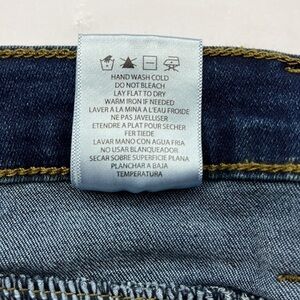 HAND WASH COLD
DO NOT BLEACH
LAY FLAT TO DRY
WARM IRON IF NEEDED
LAVER A LA MINA A L'EAU FROIDE
NE PAS JAVELLISER
ETENDRE A PLAT POUR SECHER
FER TIEDE
LAVAR MANO CON AGUA FRIA
NO USAR BLANQUEADOR
SECAR SOBRE SUPERFICIE PLANA
PLANCHAR A BAJA
TEMPERATURA